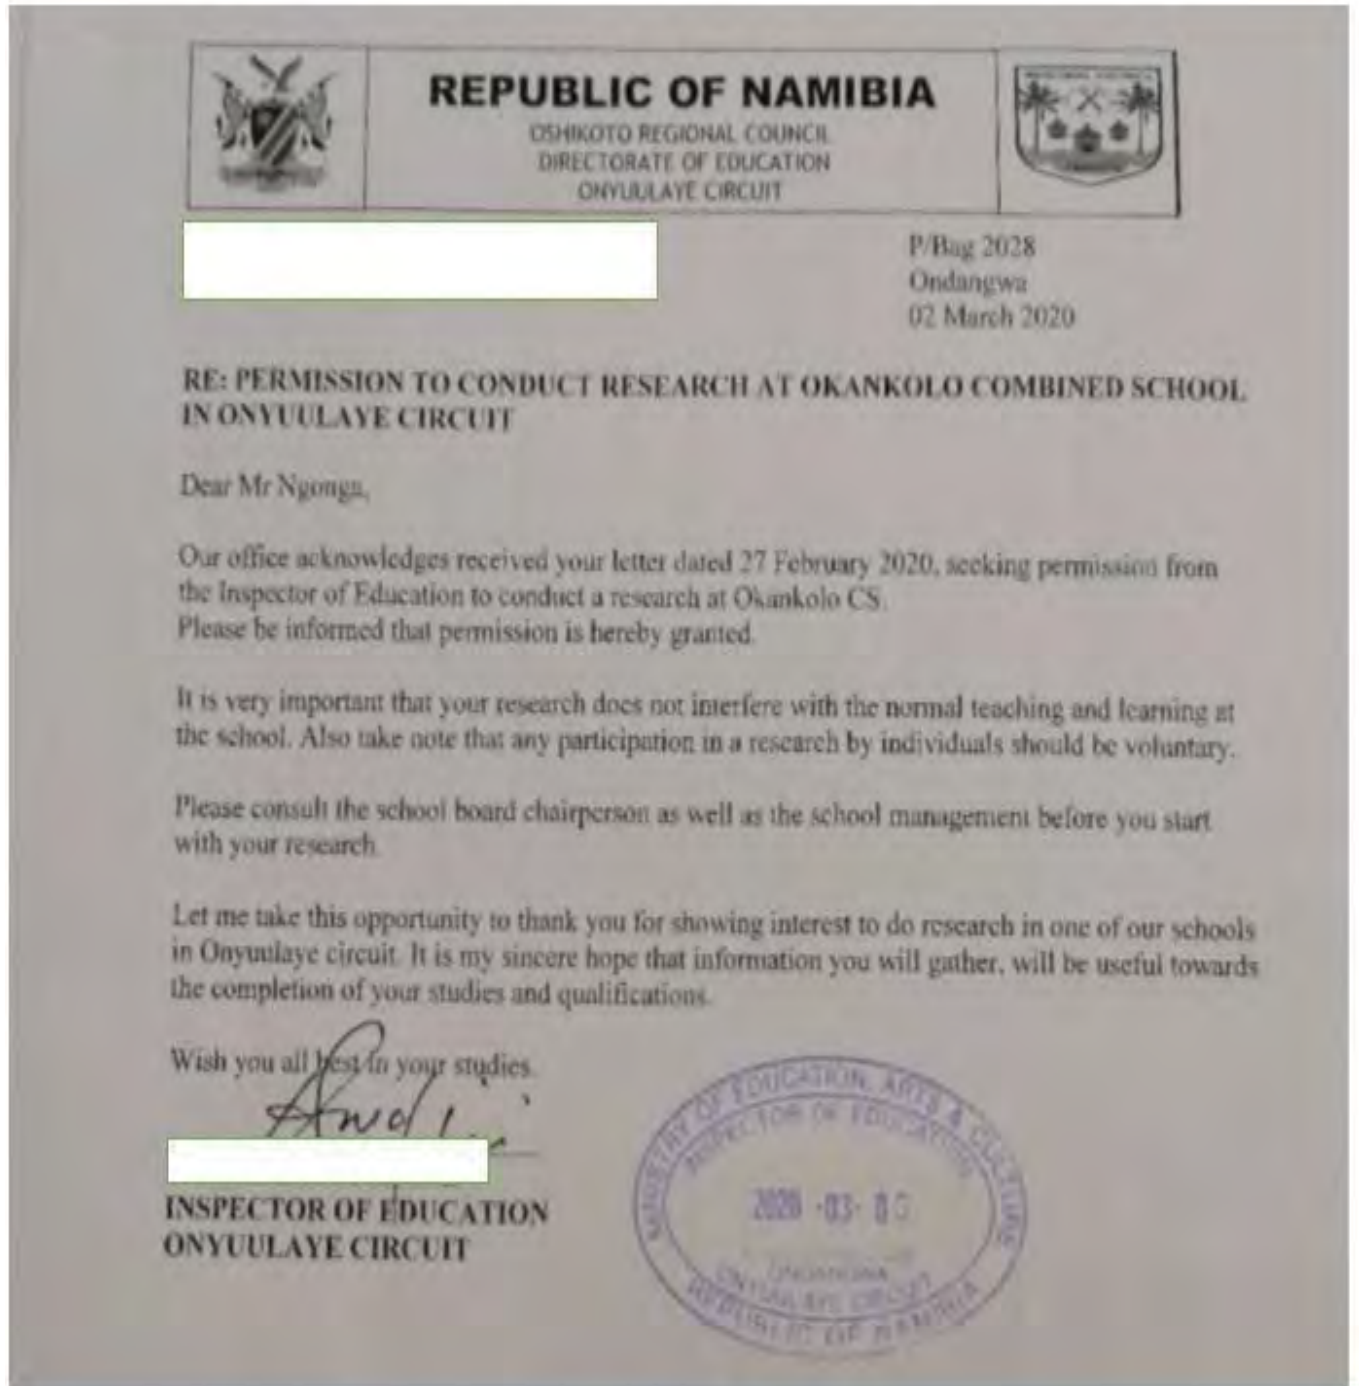 REPUBLIC OF NAMIBIA
OSHIKOTO REGIONAL COUNCIL
DIRECTORATE OF EDUCATION
ONYUULAYE CIRCUIT
P/Bag 2028
Ondangwa
02 March 2020
RE: PERMISSION TO CONDUCT RESEARCH AT OKANKOLO COMBINED SCHOOL
IN ONYUULAYE CIRCUIT
Dear Mr Ngonga,
Our office acknowledges received your letter dated 27 February 2020, seeking permission from
the Inspector of Education to conduct a research at Okankolo CS.
Please be informed that permission is hereby granted.
It is very important that your research does not interfere with the normal teaching and learning at
the school. Also take note that any participation in a research by individuals should be voluntary.
Please consult the school board chairperson as well as the school management before you start
with your research.
Let me take this opportunity to thank you for showing interest to do research in one of our schools
in Onyuulaye circuit. It is my sincere hope that information you will gather, will be useful towards
the completion of your studies and qualifications.
Wish you all best in your studies.
INSPECTOR OF EDUCATION
ONYUULAYE CIRCUIT
MINISTRY OF EDUCATION, ARTS & CULTURE
INSPECTOR OF EDUCATION
2020 -03-
ONYUULAYE CIRCUIT
REPUBLIC OF NAMIBIA